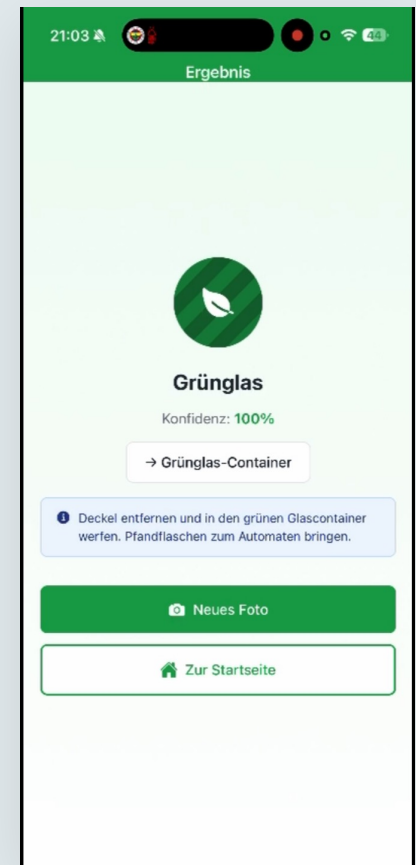 21:03
44
Ergebnis
Grünglas
Konfidenz: 100%
→ Grünglas-Container
Deckel entfernen und in den grünen Glascontainer
werfen. Pfandflaschen zum Automaten bringen.
Neues Foto
Zur Startseite